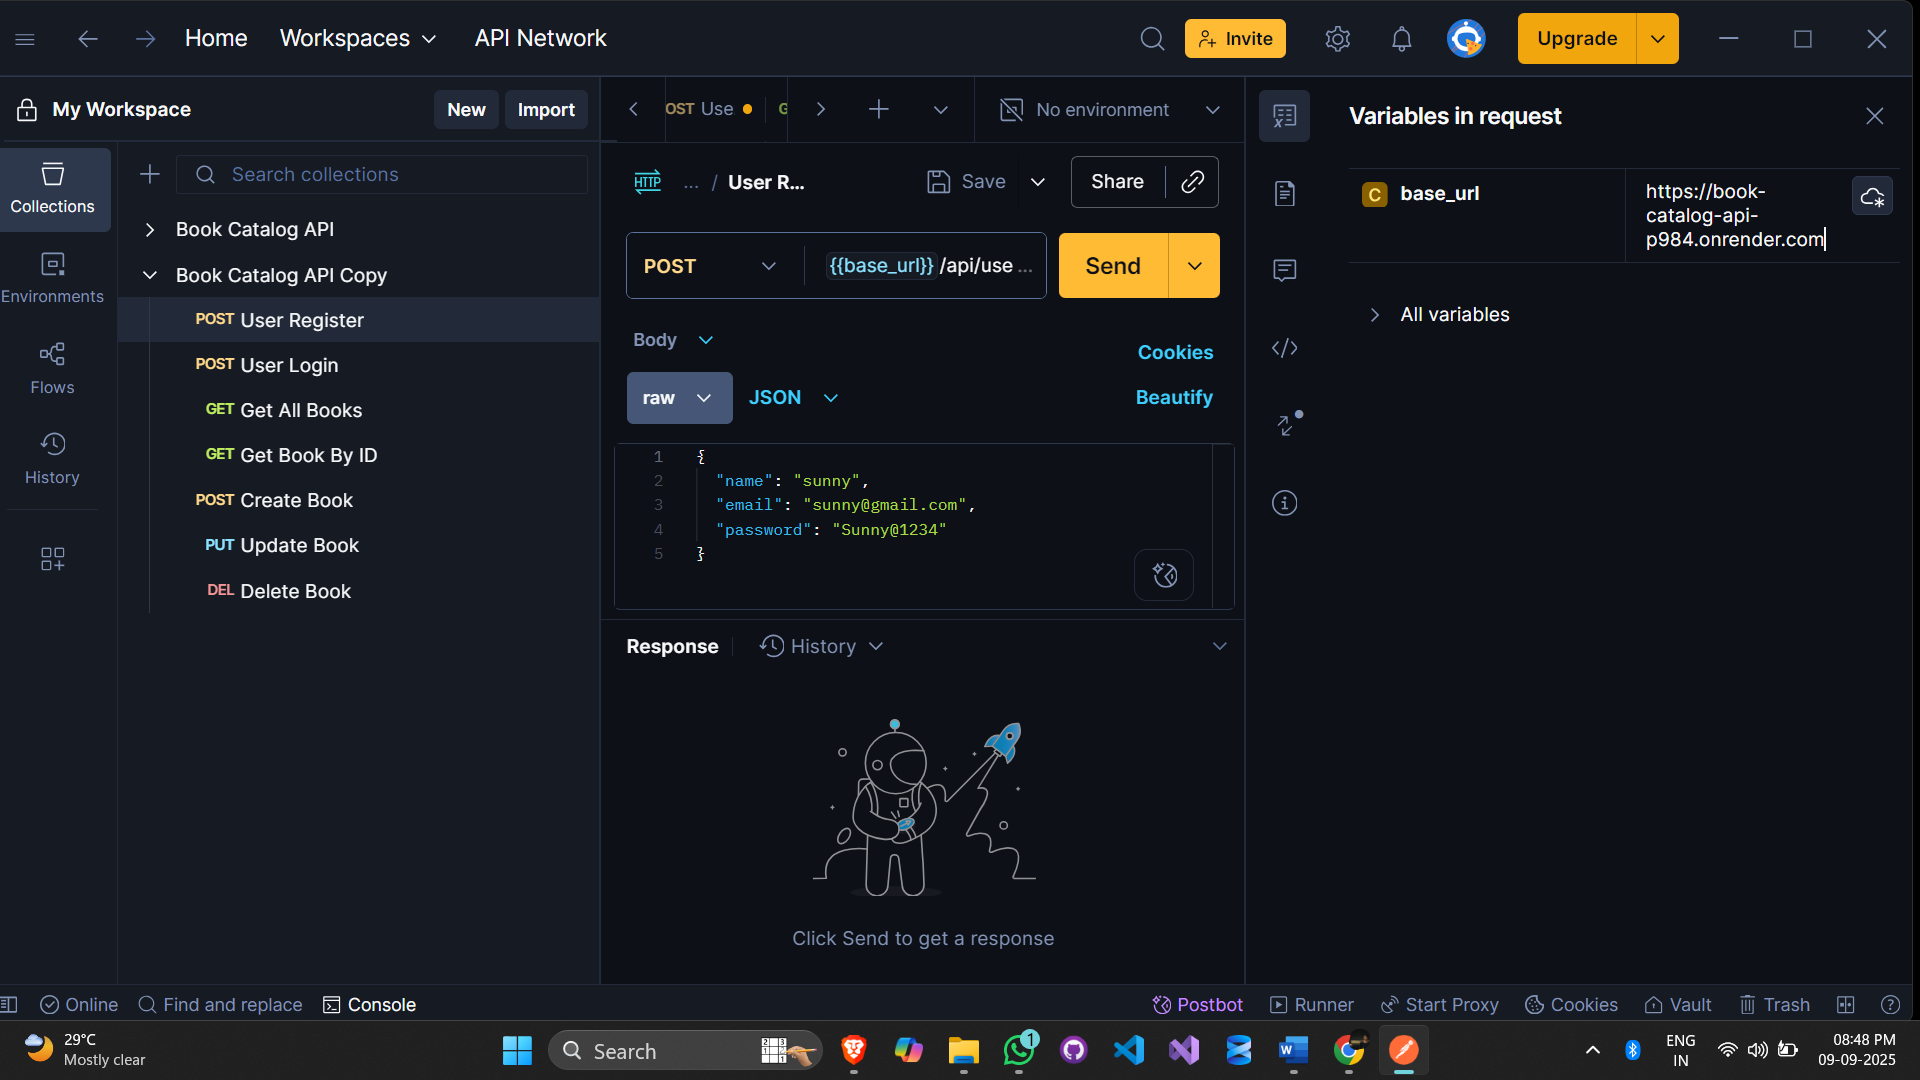 Home
Workspaces
API Network
Invite
Upgrade
My Workspace
New
Import
OST Use
No environment
Variables in request
Collections
Search collections
HTTP
... / User R...
Save
Share
C
base_url
https://book-
catalog-api-
p984.onrender.com
Book Catalog API
Book Catalog API Copy
POST
{{base_url}} /api/use ...
Send
Environments
All variables
POST User Register
Body
Cookies
POST User Login
raw
JSON
Beautify
Flows
GET Get All Books
GET Get Book By ID
History
POST Create Book
PUT Update Book
DEL Delete Book
1 {
2 "name": "sunny",
3 "email": "sunny@gmail.com",
4 "password": "Sunny@1234"
5 }
Response
History
Click Send to get a response
Online
Find and replace
Console
Postbot
Runner
Start Proxy
Cookies
Vault
Trash
29°C
Mostly clear
Search
1
ENG
IN
08:48 PM
09-09-2025